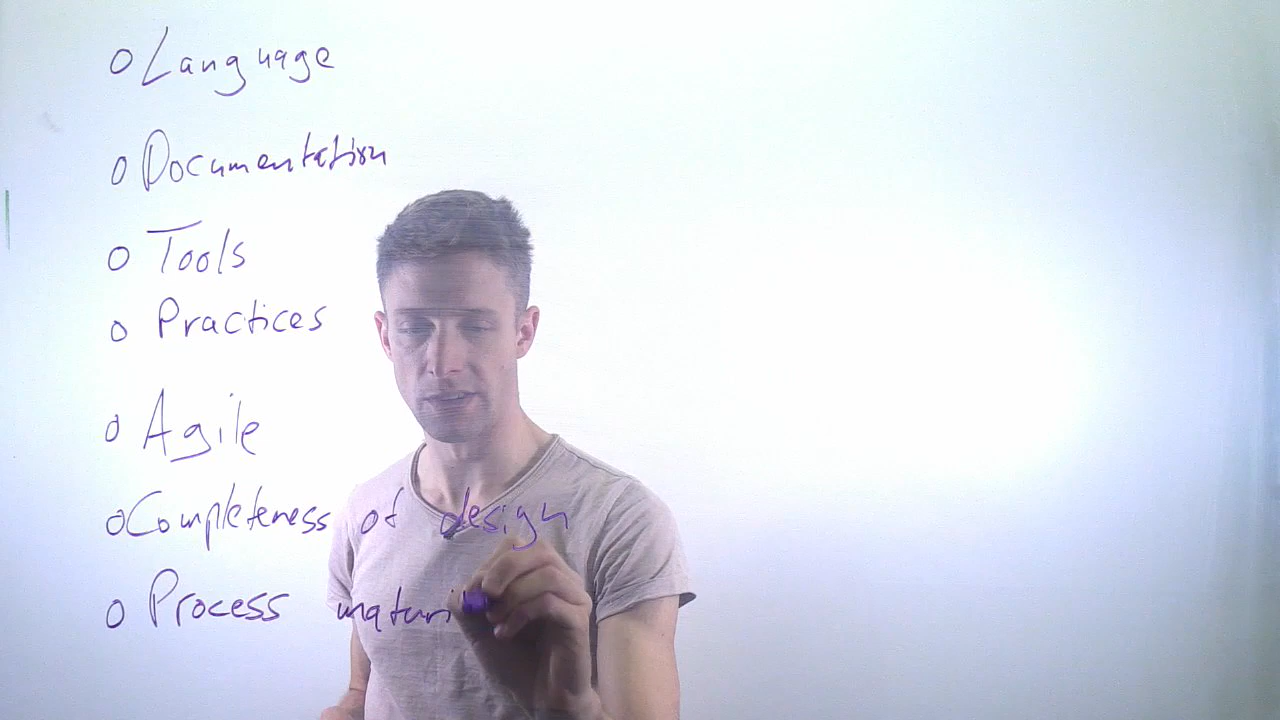 o Language
o Documentation
o Tools
o Practices
o Agile
o Completeness of design
o Process maturi